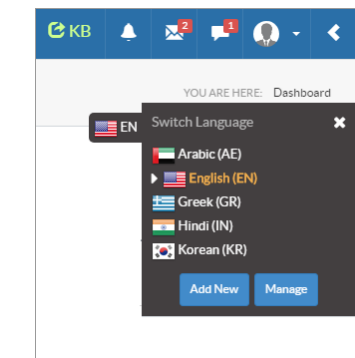 KB
2
1
YOU ARE HERE: Dashboard
EN
Switch Language
Arabic (AE)
English (EN)
Greek (GR)
Hindi (IN)
Korean (KR)
Add New Manage